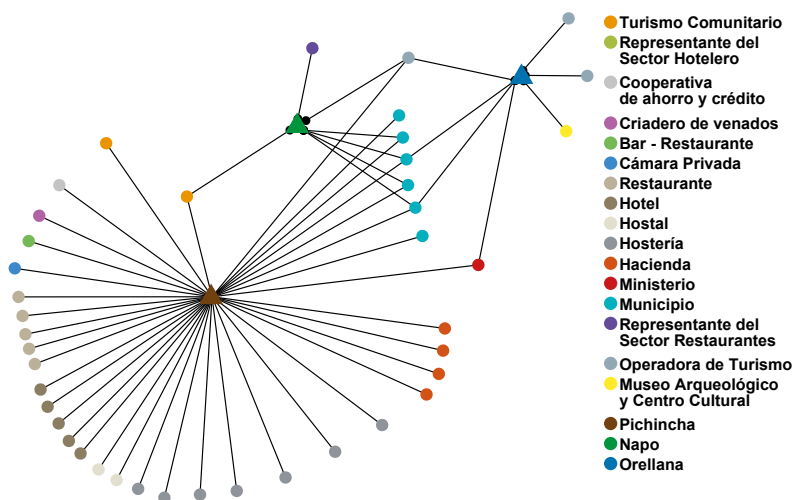 Turismo Comunitario
Representante del
Sector Hotelero
Cooperativa
de ahorro y crédito
Criadero de venados
Bar - Restaurante
Cámara Privada
Restaurante
Hotel
Hostal
Hostería
Hacienda
Ministerio
Municipio
Representante del
Sector Restaurantes
Operadora de Turismo
Museo Arqueológico
y Centro Cultural
Pichincha
Napo
Orellana